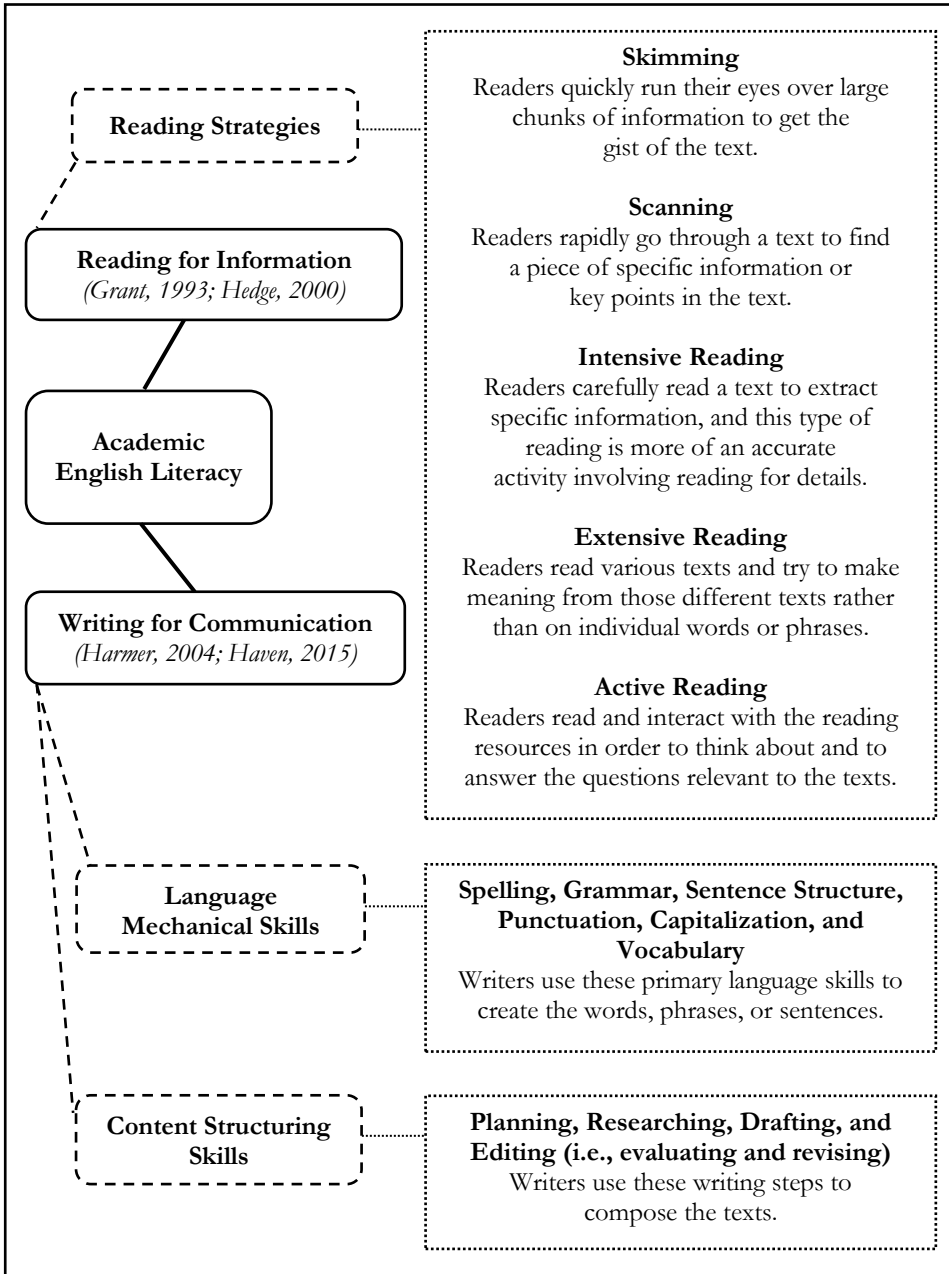 Reading Strategies
Skimming
Readers quickly run their eyes over large
chunks of information to get the
gist of the text.
Scanning
Readers rapidly go through a text to find
a piece of specific information or
key points in the text.
Intensive Reading
Readers carefully read a text to extract
specific information, and this type of
reading is more of an accurate
activity involving reading for details.
Extensive Reading
Readers read various texts and try to make
meaning from those different texts rather
than on individual words or phrases.
Active Reading
Readers read and interact with the reading
resources in order to think about and to
answer the questions relevant to the texts.
Reading for Information
(Grant, 1993; Hedge, 2000)
Academic
English Literacy
Writing for Communication
(Harmer, 2004; Haven, 2015)
Language
Mechanical Skills
Spelling, Grammar, Sentence Structure,
Punctuation, Capitalization, and
Vocabulary
Writers use these primary language skills to
create the words, phrases, or sentences.
Content Structuring
Skills
Planning, Researching, Drafting, and
Editing (i.e., evaluating and revising)
Writers use these writing steps to
compose the texts.